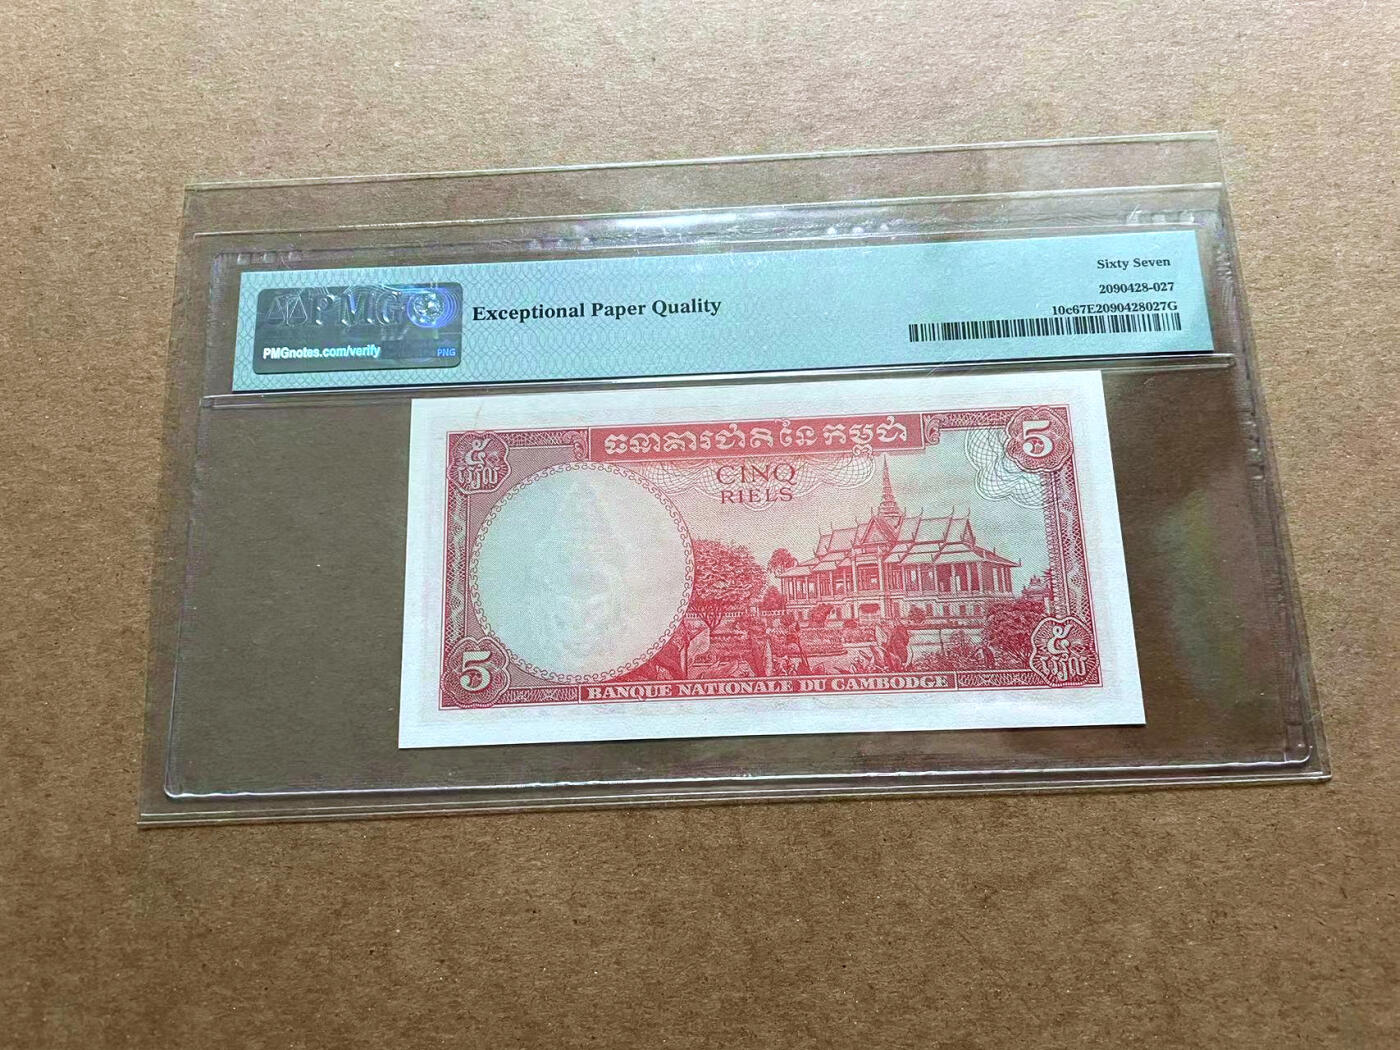 PMG
PMGnotes.com/verify
PNG
Exceptional Paper Quality
Sixty Seven
2090428-027
10c67E2090428027G
ធនាគារជាតិនៃកម្ពុជា
៥
រៀល
5
CINQ
RIELS
5
៥
រៀល
BANQUE NATIONALE DU CAMBODGE